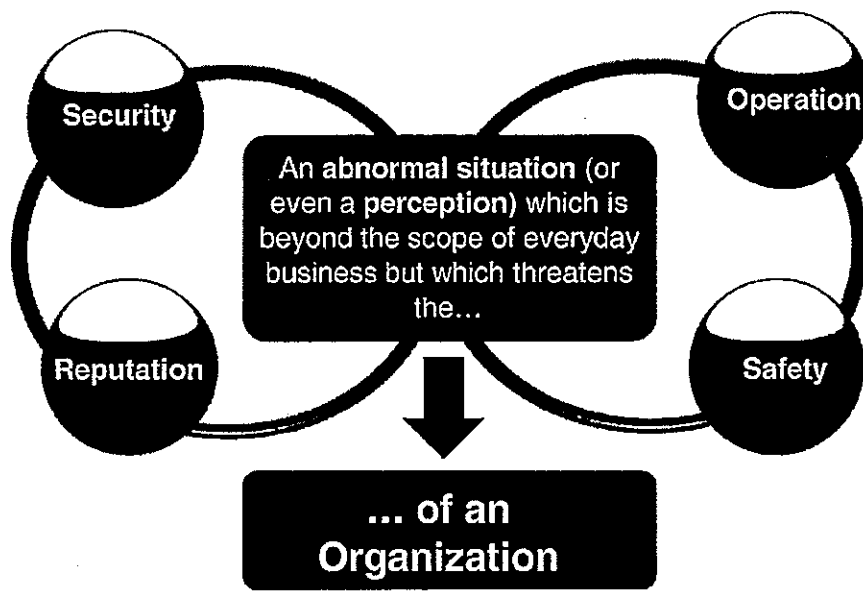 Security
Operation
An abnormal situation (or
even a perception) which is
beyond the scope of everyday
business but which threatens
the...
Reputation
Safety
... of an
Organization